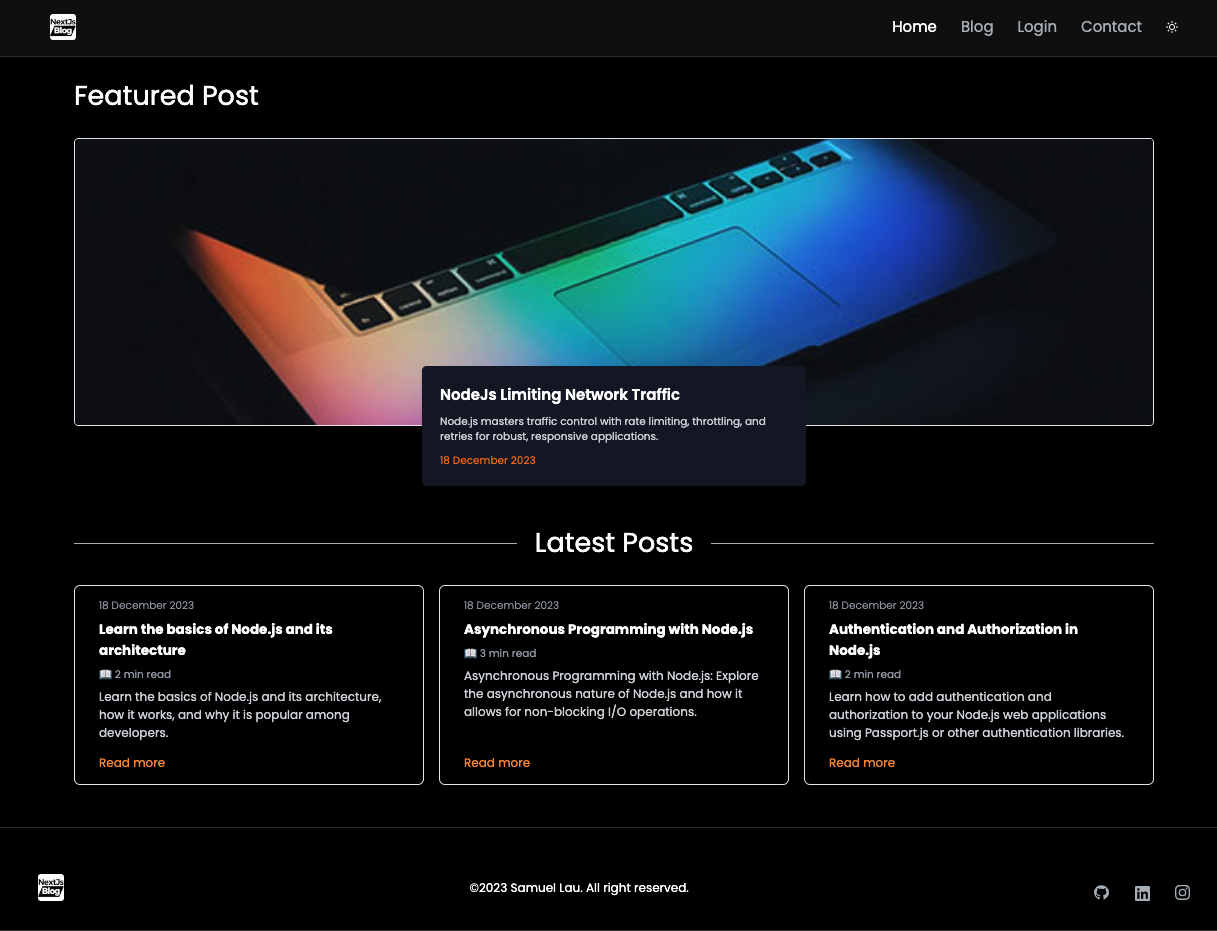 NextJs
Blog
Home
Blog
Login
Contact
Featured Post
NodeJs Limiting Network Traffic
Node.js masters traffic control with rate limiting, throttling, and
retries for robust, responsive applications.
18 December 2023
Latest Posts
18 December 2023
Learn the basics of Node.js and its
architecture
2 min read
Learn the basics of Node.js and its architecture,
how it works, and why it is popular among
developers.
Read more
18 December 2023
Asynchronous Programming with Node.js
3 min read
Asynchronous Programming with Node.js: Explore
the asynchronous nature of Node.js and how it
allows for non-blocking I/O operations.
Read more
18 December 2023
Authentication and Authorization in
Node.js
2 min read
Learn how to add authentication and
authorization to your Node.js web applications
using Passport.js or other authentication libraries.
Read more
NextJs
Blog
©2023 Samuel Lau. All right reserved.